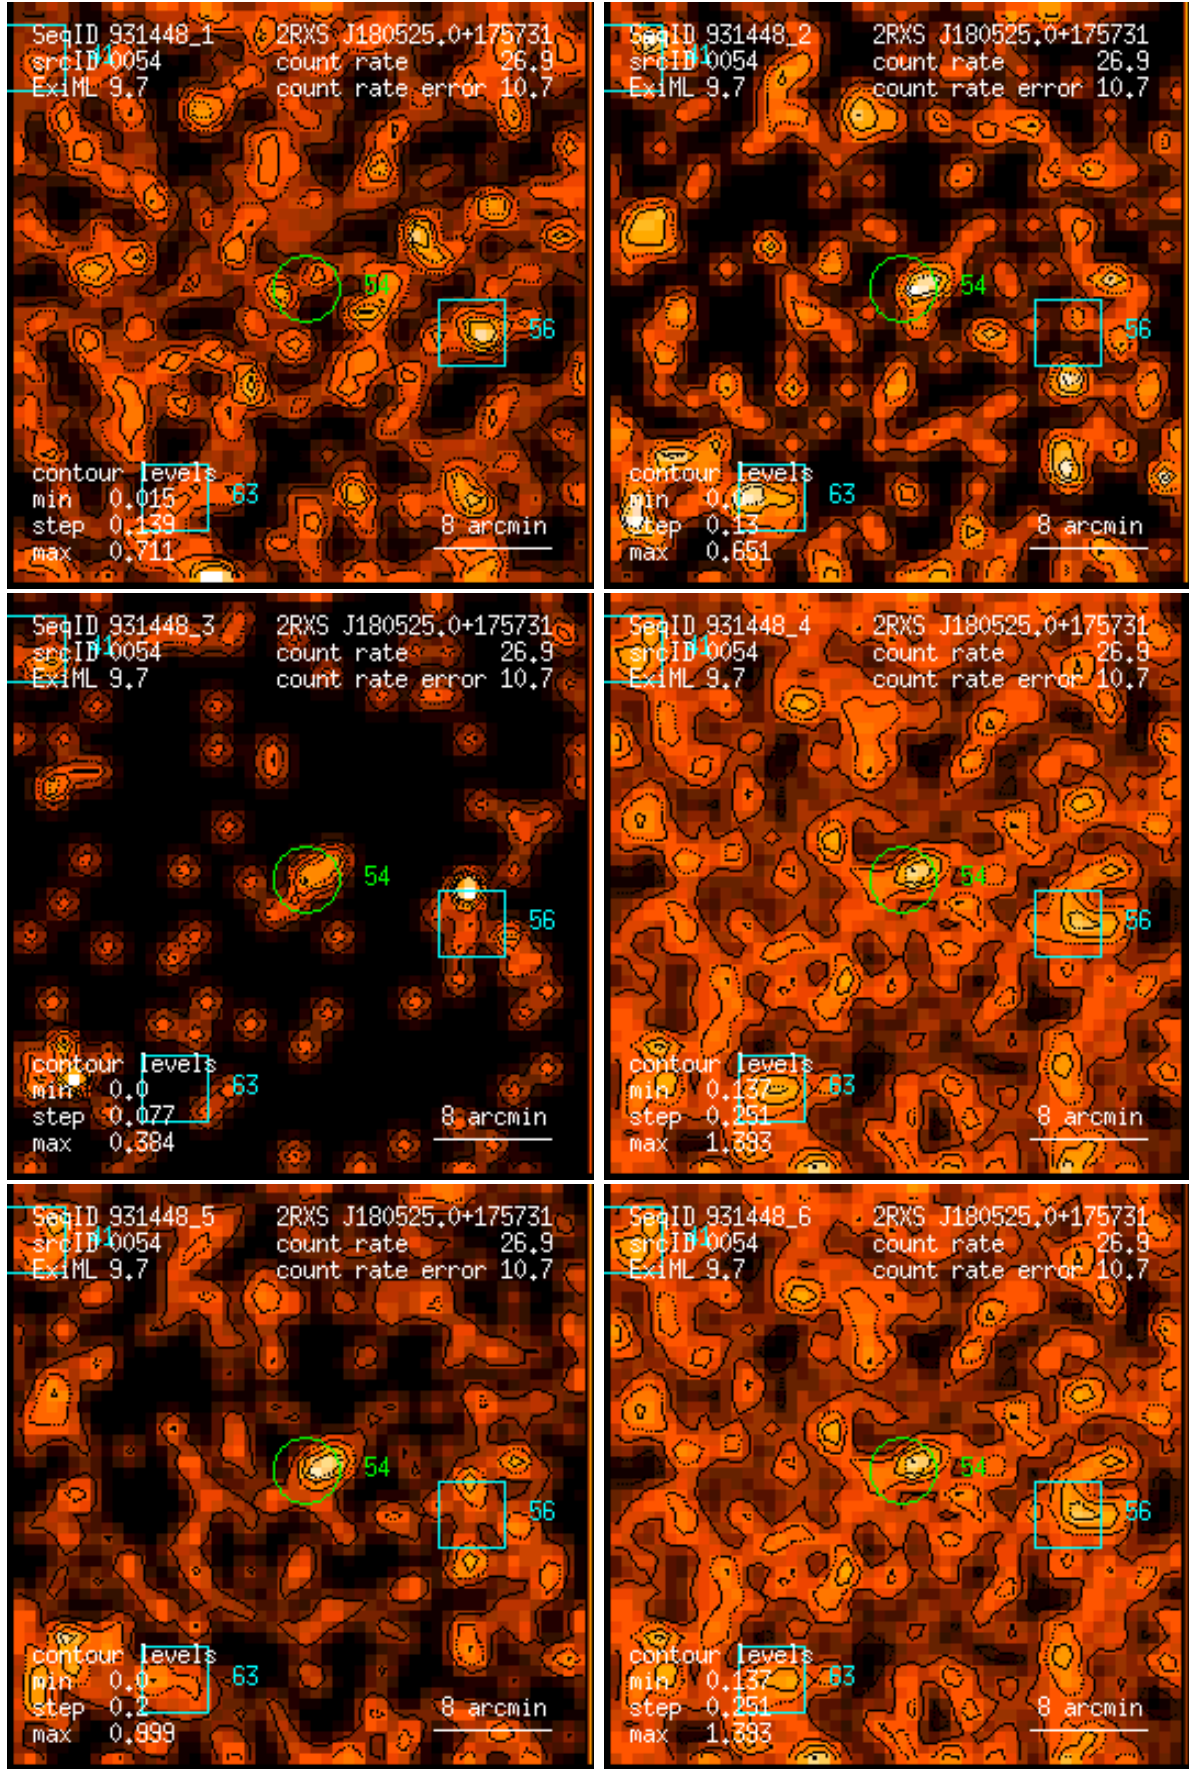 SeqID 931448_1 2RXS J180525.0+175731
srcID 0054 41 count rate 26.9
ExiML 9.7 count rate error 10.7
54
56
contour levels
min 0.015 63
step 0.139 8 arcmin
max 0.711
SeqID 931448_2 2RXS J180525.0+175731
srcID 0054 41 count rate 26.9
ExiML 9.7 count rate error 10.7
54
56
contour levels
min 63
step 0.13 8 arcmin
max 0.651
SeqID 931448_3 2RXS J180525.0+175731
srcID 0054 41 count rate 26.9
ExiML 9.7 count rate error 10.7
54
56
contour levels
min 0.0 63
step 0.077 8 arcmin
max 0.384
SeqID 931448_4 2RXS J180525.0+175731
srcID 0054 41 count rate 26.9
ExiML 9.7 count rate error 10.7
54
56
contour levels
min 0.137 63
step 0.251 8 arcmin
max 1.393
SeqID 931448_5 2RXS J180525.0+175731
srcID 0054 41 count rate 26.9
ExiML 9.7 count rate error 10.7
54
56
contour levels
min 0.0 63
step 0.2 8 arcmin
max 0.999
SeqID 931448_6 2RXS J180525.0+175731
srcID 0054 41 count rate 26.9
ExiML 9.7 count rate error 10.7
54
56
contour levels
min 0.137 63
step 0.251 8 arcmin
max 1.393